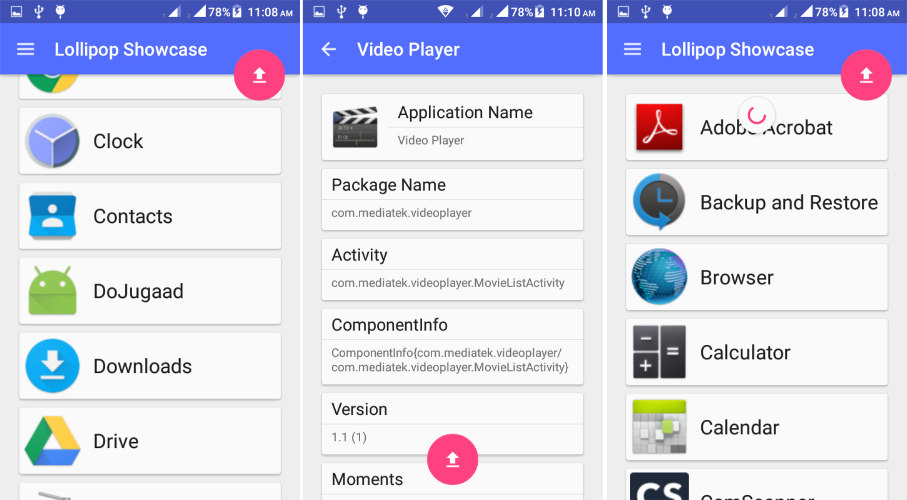 78% 11:08 AM
Lollipop Showcase
Clock
Contacts
DoJugaad
Downloads
Drive
78% 11:10 AM
Video Player
Application Name
Video Player
Package Name
com.mediatek.videoplayer
Activity
com.mediatek.videoplayer.MovieListActivity
ComponentInfo
ComponentInfo{com.mediatek.videoplayer/
com.mediatek.videoplayer.MovieListActivity}
Version
1.1 (1)
Moments
78% 11:08 AM
Lollipop Showcase
Adobe Acrobat
Backup and Restore
Browser
Calculator
Calendar
CS
CamScanner